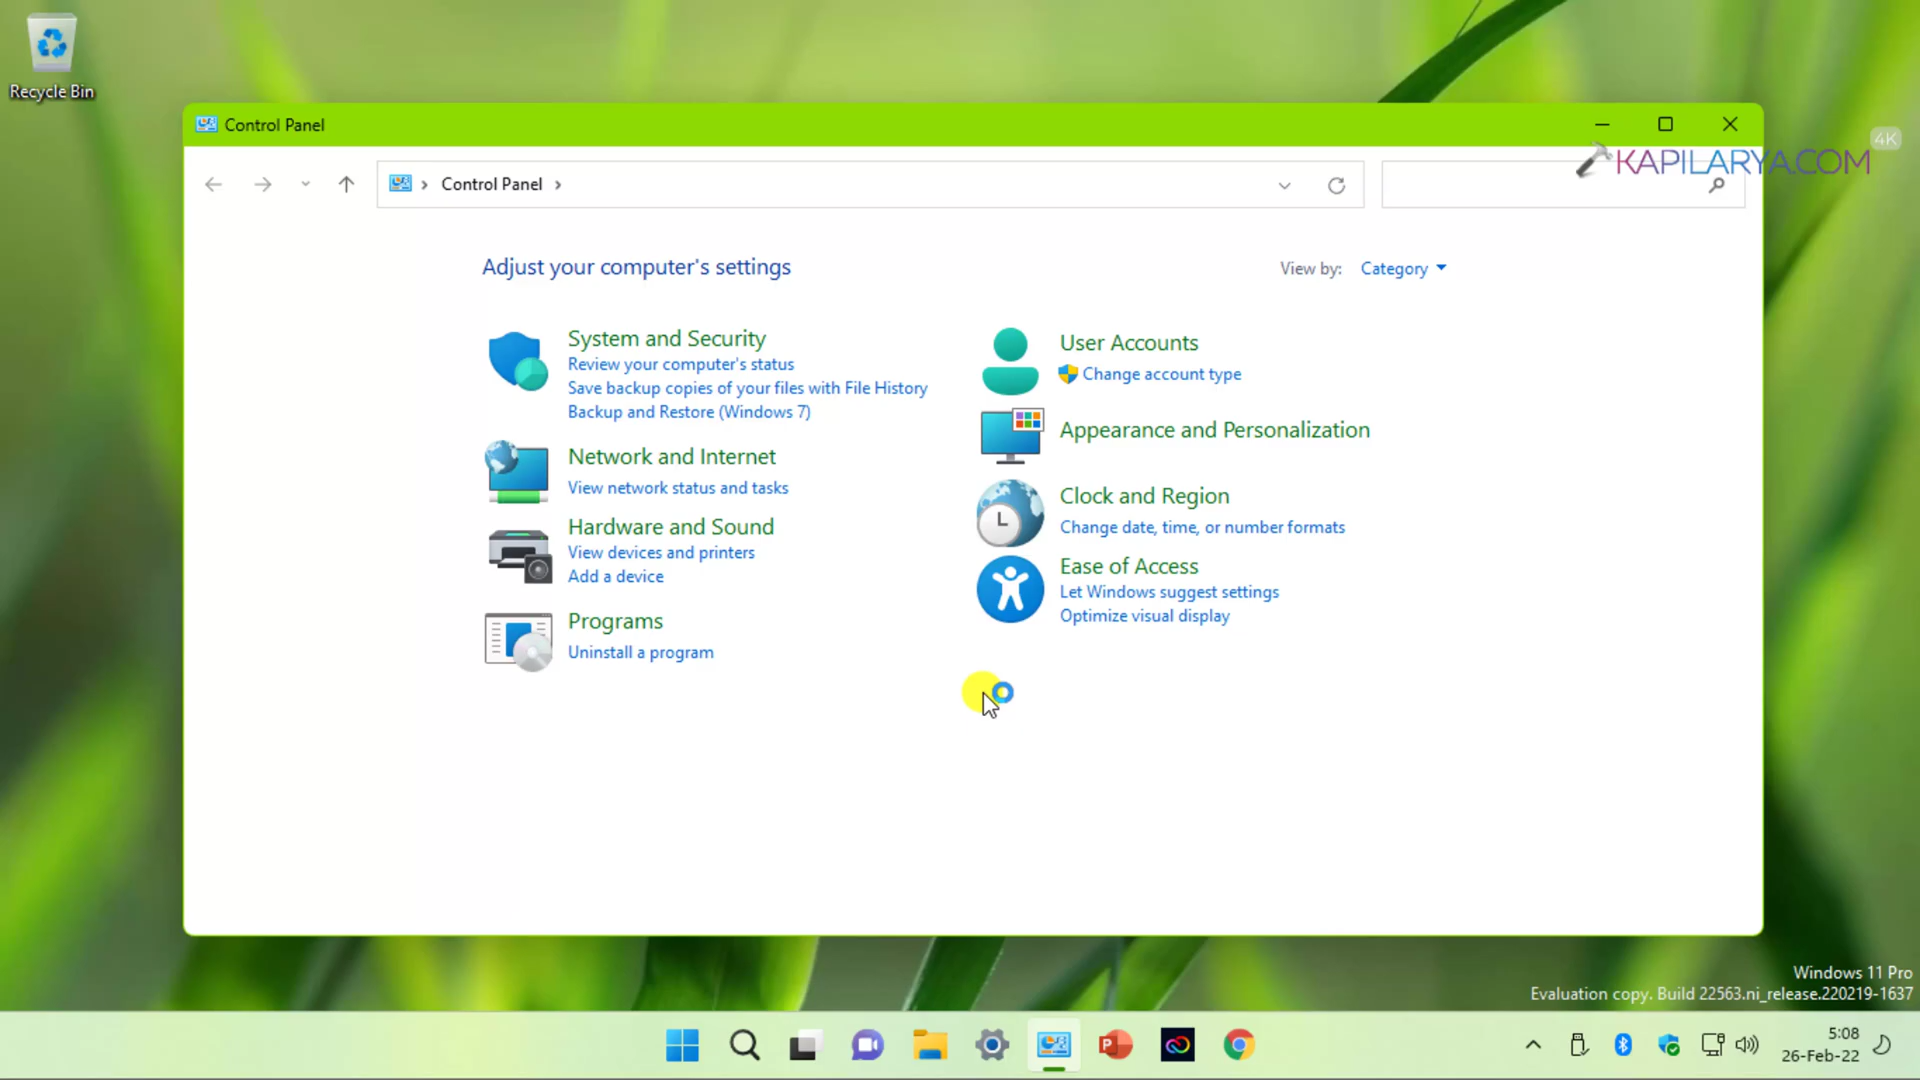 Recycle Bin
Control Panel
4K
KAPILARYA.COM
Control Panel
Adjust your computer's settings
View by: Category
System and Security
Review your computer's status
Save backup copies of your files with File History
Backup and Restore (Windows 7)
Network and Internet
View network status and tasks
Hardware and Sound
View devices and printers
Add a device
Programs
Uninstall a program
User Accounts
Change account type
Appearance and Personalization
Clock and Region
Change date, time, or number formats
Ease of Access
Let Windows suggest settings
Optimize visual display
Windows 11 Pro
Evaluation copy. Build 22563.ni_release.220219-1637
P
5:08
26-Feb-22